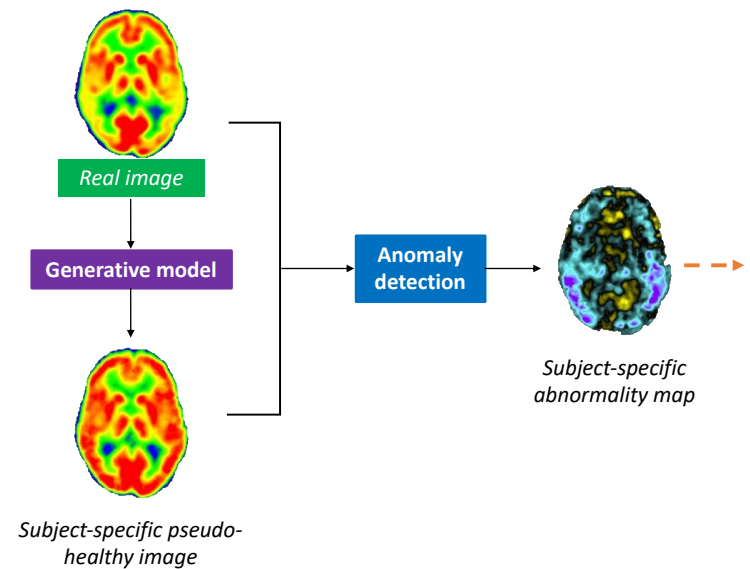 Real image
Generative model
Anomaly
detection
Subject-specific
abnormality map
Subject-specific pseudo-
healthy image